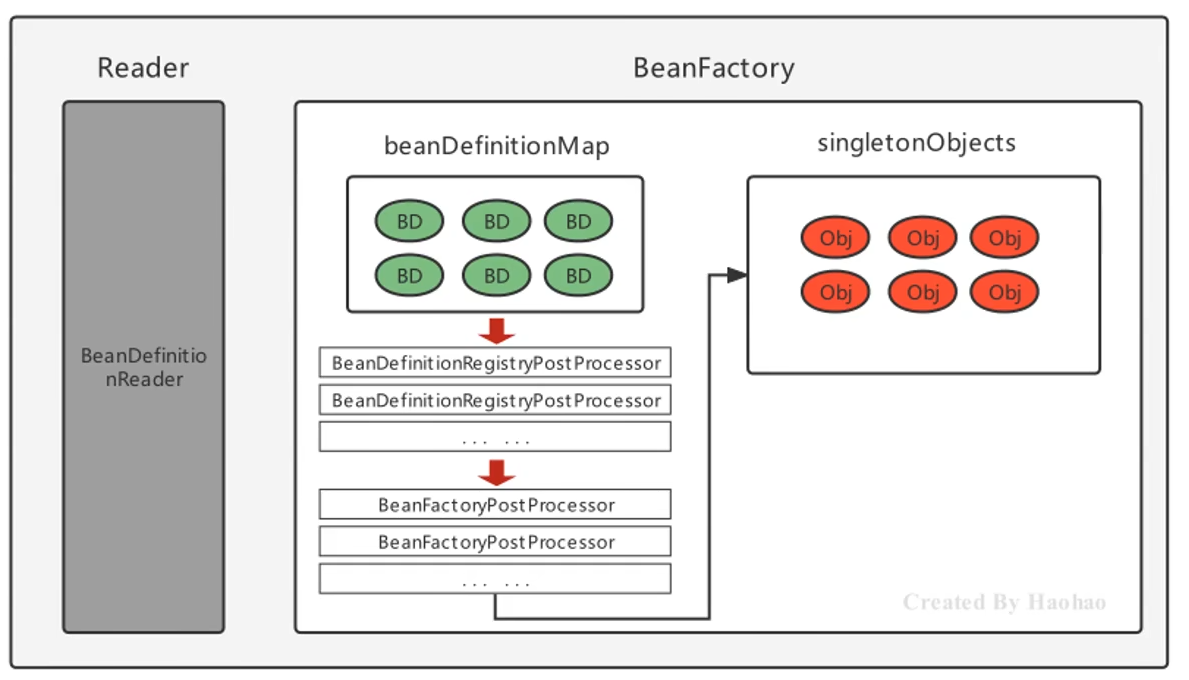 Reader
BeanDefinitio
nReader
BeanFactory
beanDefinitionMap
BD BD BD
BD BD BD
BeanDefinitionRegistryPostProcessor
BeanDefinitionRegistryPostProcessor
... ...
BeanFactoryPostProcessor
BeanFactoryPostProcessor
... ...
singletonObjects
Obj Obj Obj
Obj Obj Obj
Created By Haohao